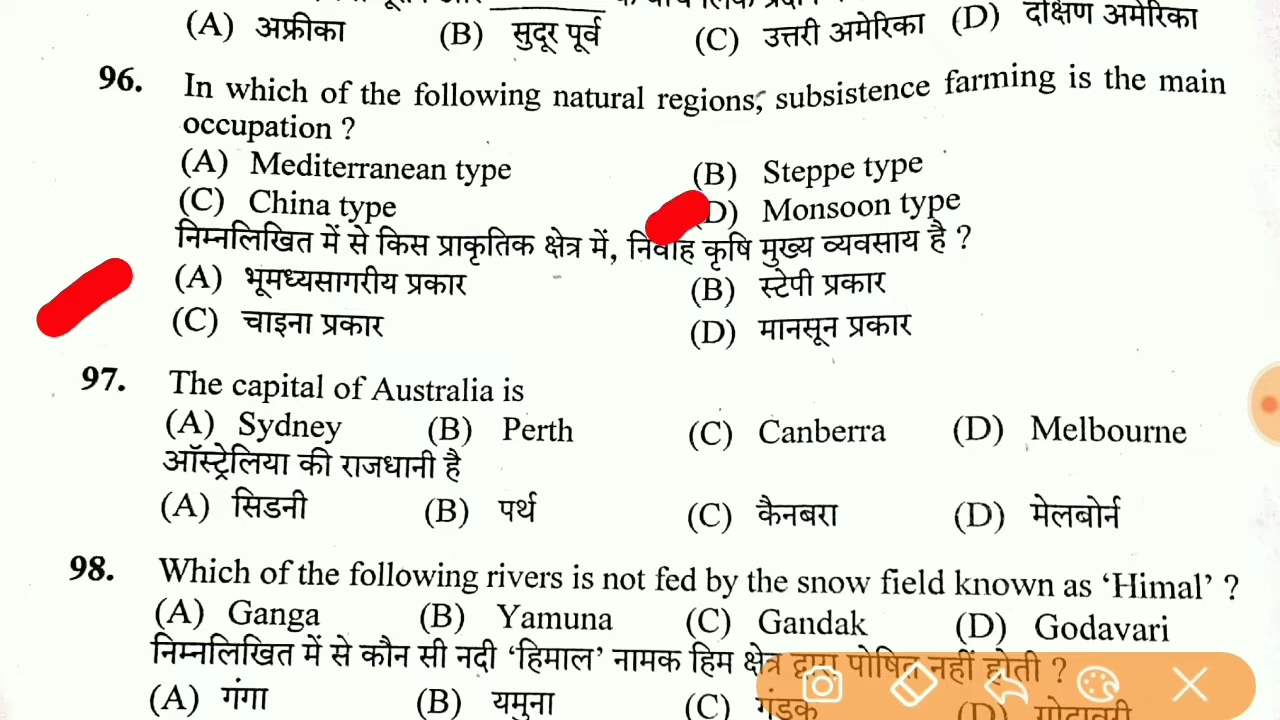 (A) अफ्रीका (B) सुदूर पूर्व (C) उत्तरी अमेरिका (D) दक्षिण अमेरिका
96. In which of the following natural regions, subsistence farming is the main
occupation ?
(A) Mediterranean type (B) Steppe type
(C) China type D) Monsoon type
निम्नलिखित में से किस प्राकृतिक क्षेत्र में, निर्वाह कृषि मुख्य व्यवसाय है ?
(A) भूमध्यसागरीय प्रकार (B) स्टेपी प्रकार
(C) चाइना प्रकार (D) मानसून प्रकार
97. The capital of Australia is
(A) Sydney (B) Perth (C) Canberra (D) Melbourne
ऑस्ट्रेलिया की राजधानी है
(A) सिडनी (B) पर्थ (C) कैनबरा (D) मेलबोर्न
98. Which of the following rivers is not fed by the snow field known as ‘Himal’ ?
(A) Ganga (B) Yamuna (C) Gandak (D) Godavari
निम्नलिखित में से कौन सी नदी ‘हिमाल’ नामक हिम क्षेत्र द्वारा पोषित नहीं होती ?
(A) गंगा (B) यमुना (C) गंडक (D) गोदावरी